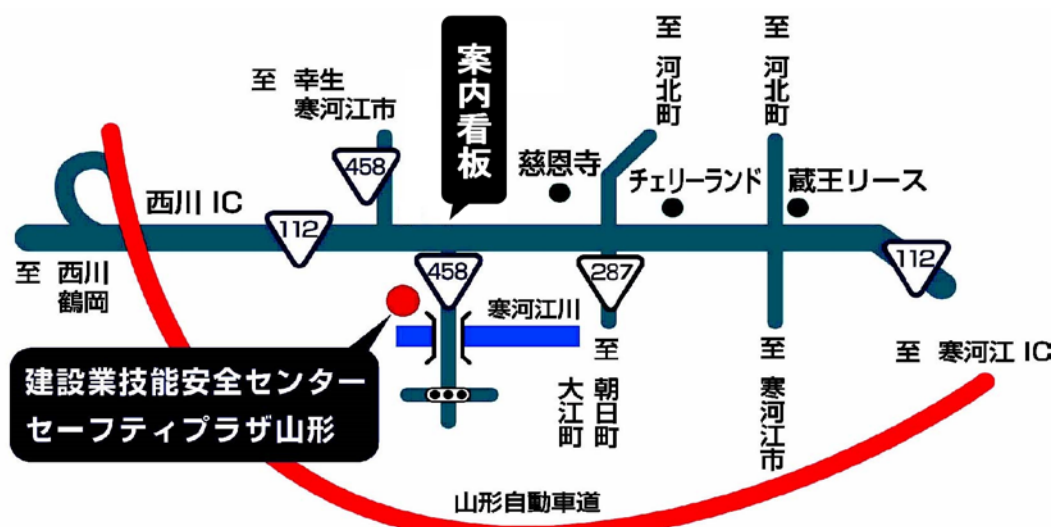 案内看板
至 河北町
至 河北町
至 幸生
寒河江市
458
慈恩寺
チェリーランド
蔵王リース
西川 IC
112
至 西川
鶴岡
458
287
112
寒河江川
至 寒河江 IC
建設業技能安全センター
セーフティプラザ山形
至 朝日町
大江町
至 寒河江市
山形自動車道